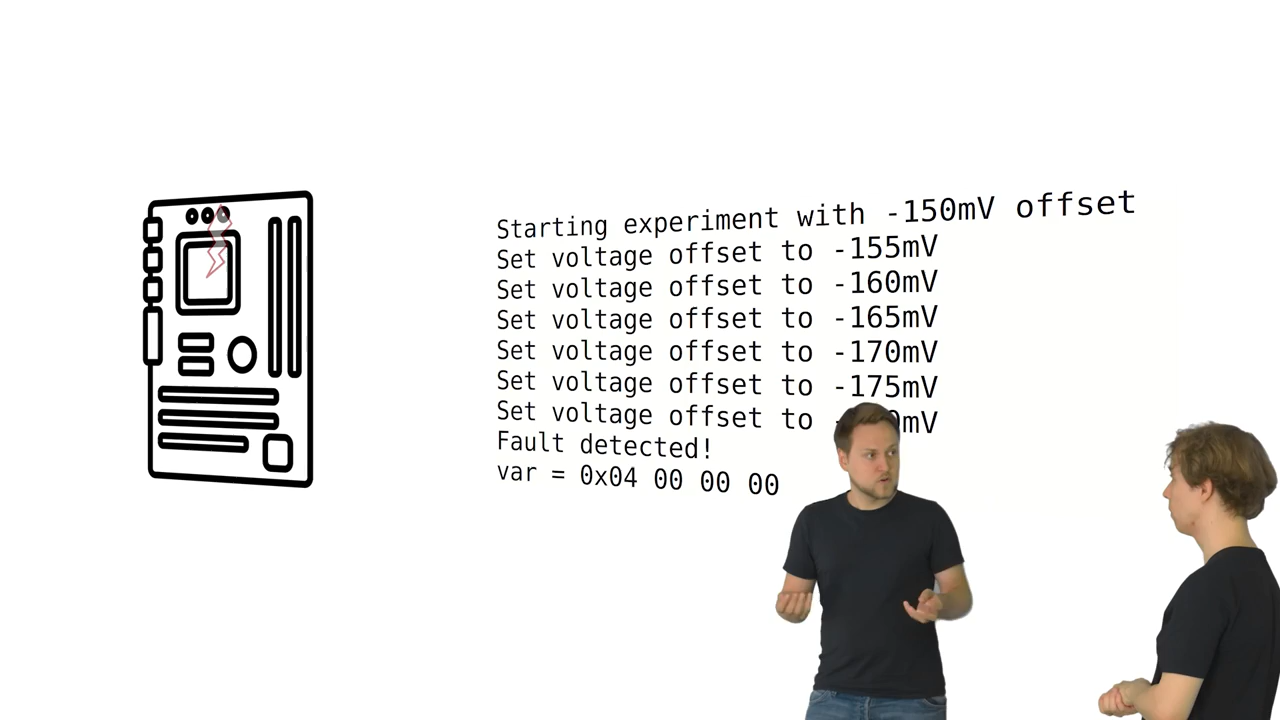 Starting experiment with -150mV offset
Set voltage offset to -155mV
Set voltage offset to -160mV
Set voltage offset to -165mV
Set voltage offset to -170mV
Set voltage offset to -175mV
Set voltage offset to
Fault detected!
var = 0x04 00 00 00